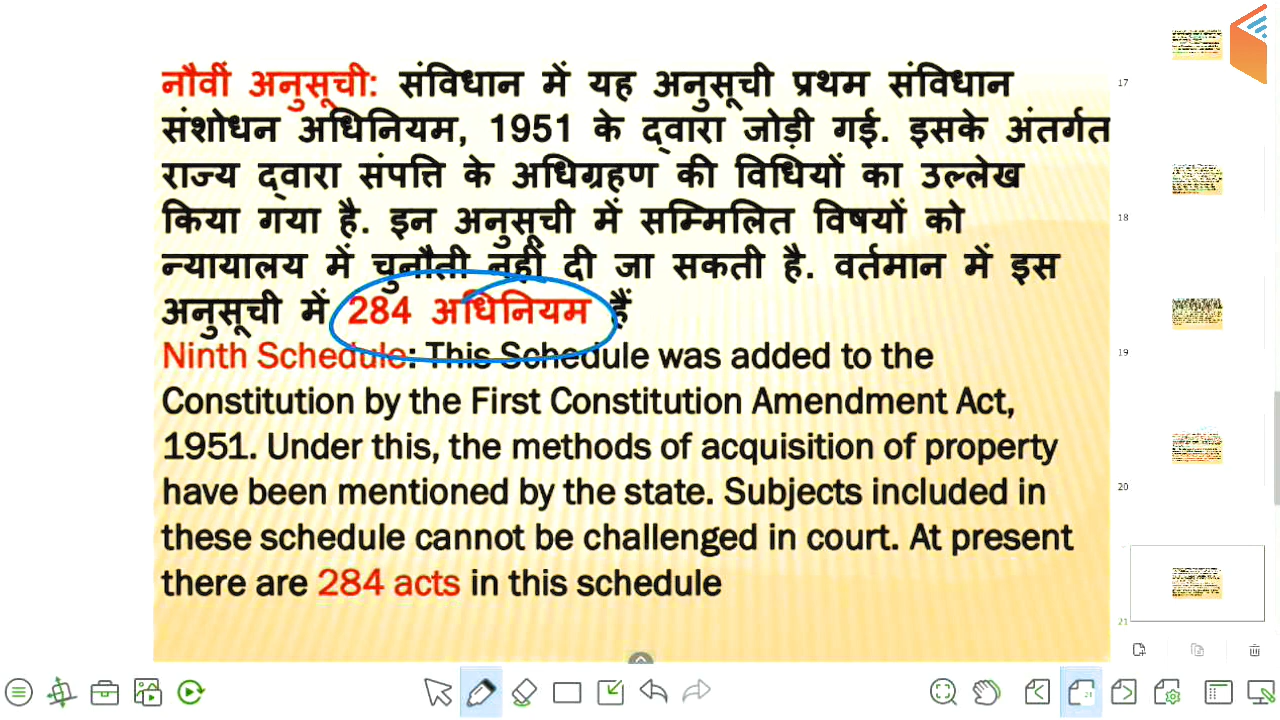 नौवीं अनुसूची: संविधान में यह अनुसूची प्रथम संविधान
संशोधन अधिनियम, 1951 के द्वारा जोड़ी गई. इसके अंतर्गत
राज्य द्वारा संपत्ति के अधिग्रहण की विधियों का उल्लेख
किया गया है. इन अनुसूची में सम्मिलित विषयों को
न्यायालय में चुनौती नहीं दी जा सकती है. वर्तमान में इस
अनुसूची में 284 अधिनियम हैं
Ninth Schedule: This Schedule was added to the
Constitution by the First Constitution Amendment Act,
1951. Under this, the methods of acquisition of property
have been mentioned by the state. Subjects included in
these schedule cannot be challenged in court. At present
there are 284 acts in this schedule
17
18
19
20
21